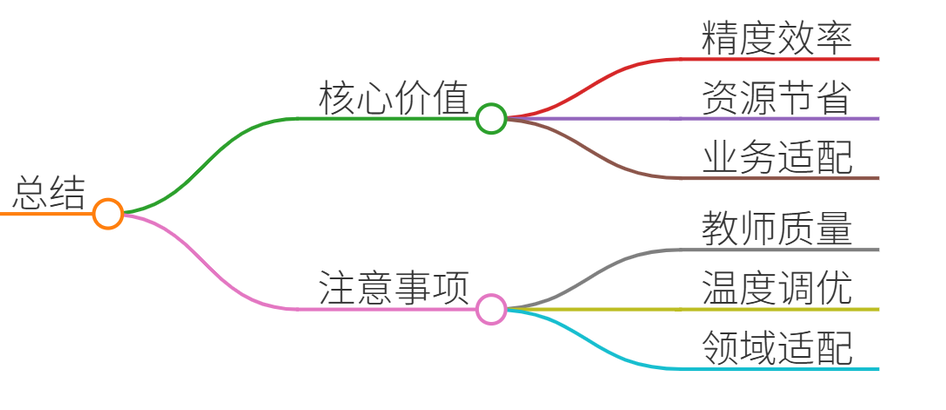 总结
核心价值
精度效率
资源节省
业务适配
注意事项
教师质量
温度调优
领域适配